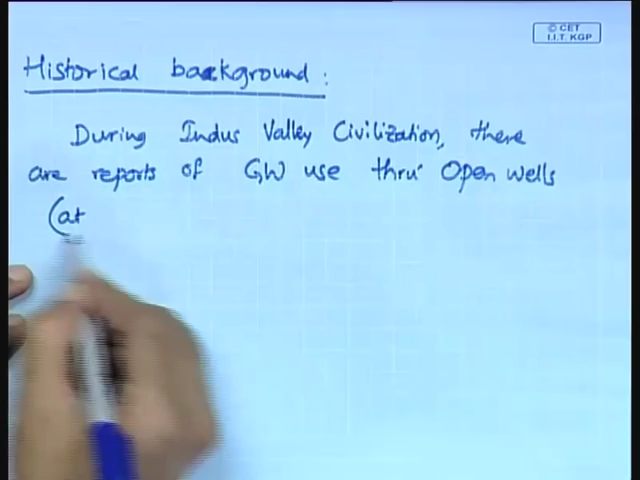 © CET
I.I.T. KGP
Historical background :
During Indus Valley Civilization, there
are reports of GW use thru' Open wells
(at